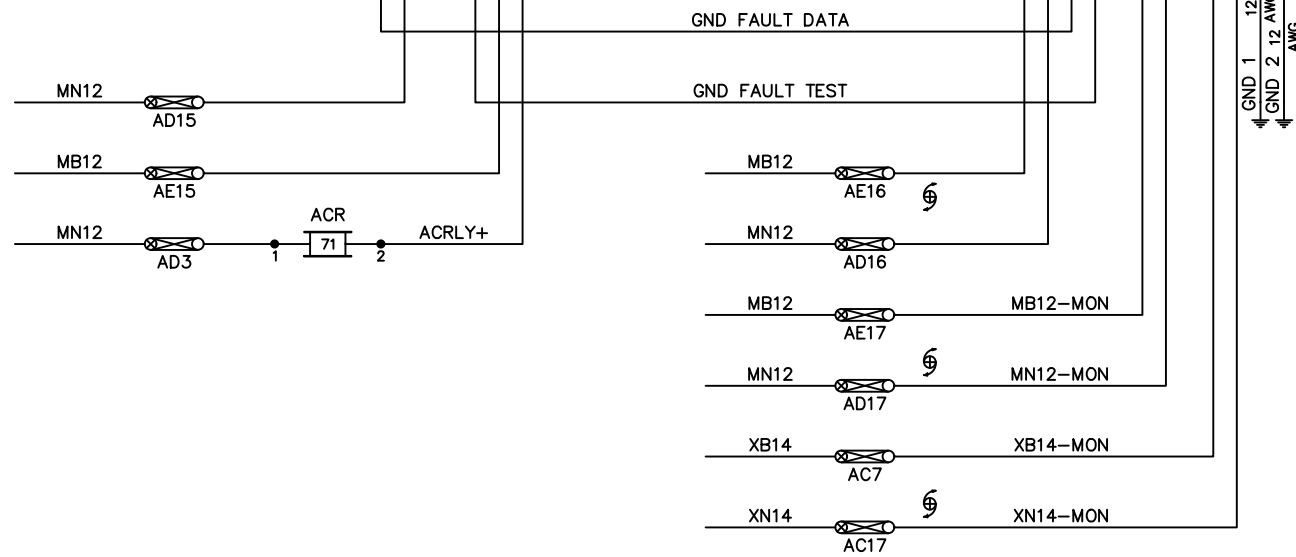 GND FAULT DATA
MN12
AD15
GND FAULT TEST
MB12
AE15
MN12
AD3
ACR
71
1
2
ACRLY+
MB12
AE16
MN12
AD16
MB12
AE17
MB12-MON
MN12
AD17
MN12-MON
XB14
AC7
XB14-MON
XN14
AC17
XN14-MON
GND 1 12
GND 2 12 AWG
AWG